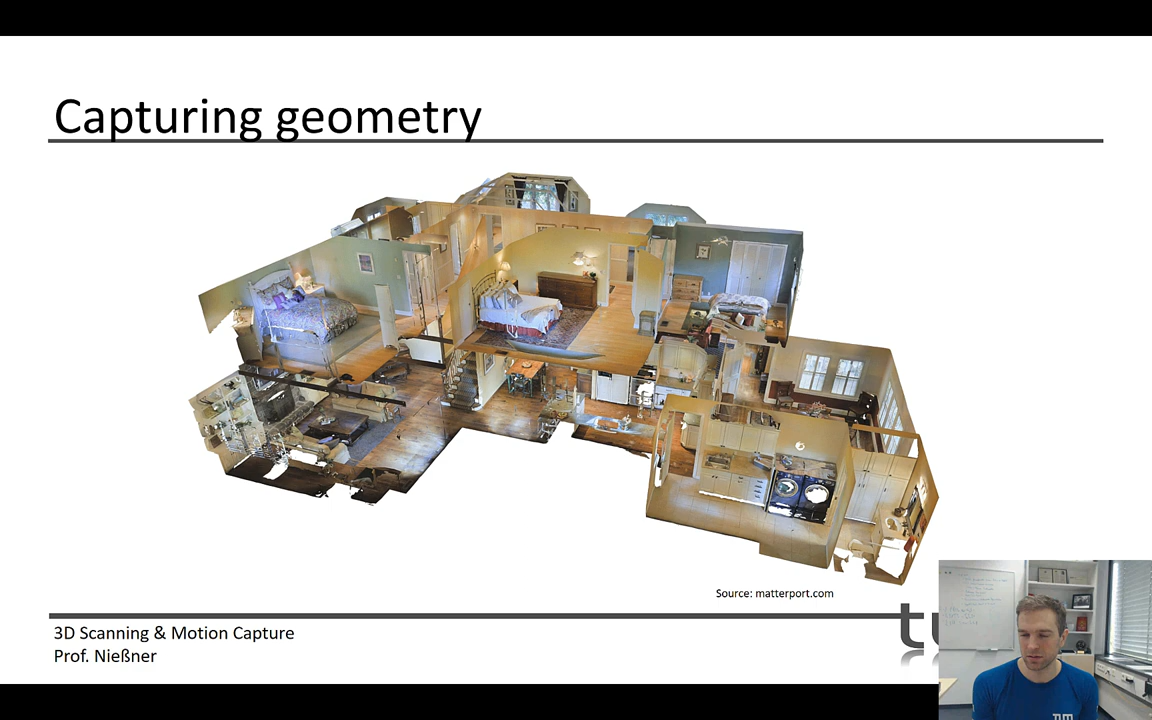 Capturing geometry
Source: matterport.com
3D Scanning & Motion Capture
Prof. Nießner